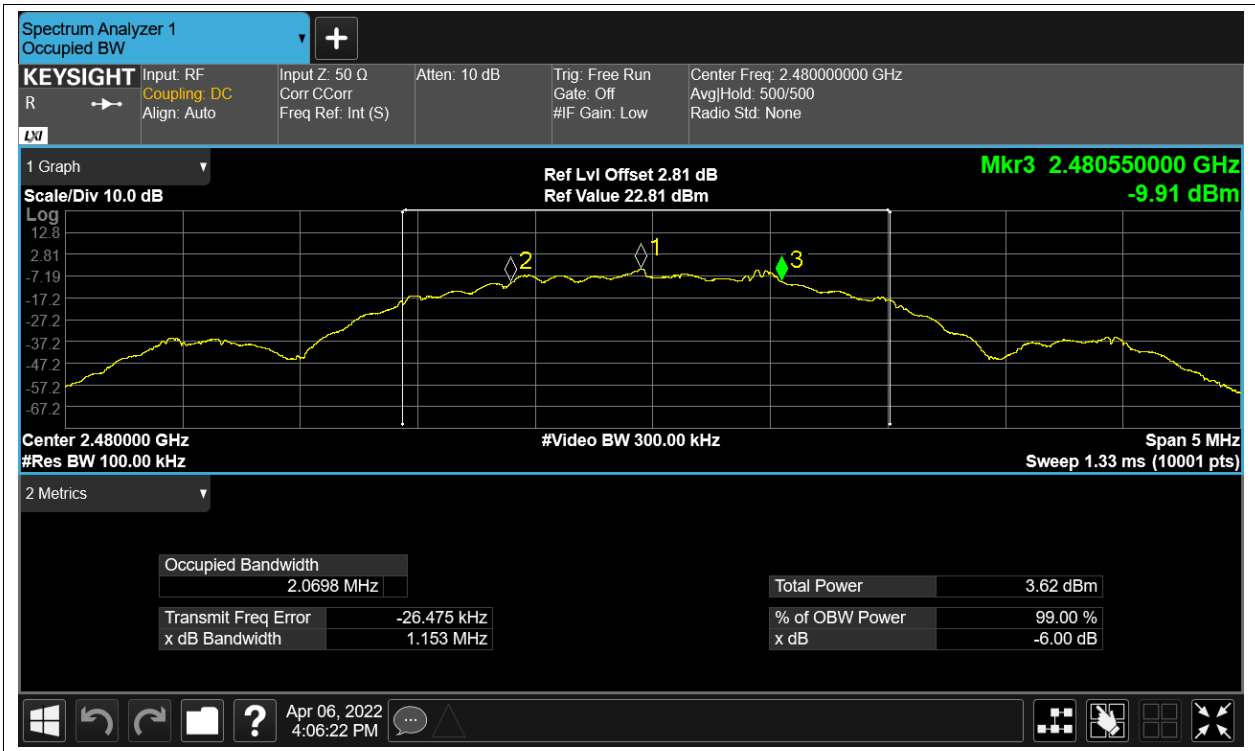 Spectrum Analyzer 1
Occupied BW
KEYSIGHT
R
LXI
Input: RF
Coupling: DC
Align: Auto
Input Z: 50 Ω
Corr CCorr
Freq Ref: Int (S)
Atten: 10 dB
Trig: Free Run
Gate: Off
#IF Gain: Low
Center Freq: 2.480000000 GHz
Avg|Hold: 500/500
Radio Std: None
1 Graph
Scale/Div 10.0 dB
Ref Lvl Offset 2.81 dB
Ref Value 22.81 dBm
Mkr3 2.480550000 GHz
-9.91 dBm
Log
12.8
2.81
-7.19
-17.2
-27.2
-37.2
-47.2
-57.2
-67.2
2
1
3
Center 2.480000 GHz
#Res BW 100.00 kHz
#Video BW 300.00 kHz
Span 5 MHz
Sweep 1.33 ms (10001 pts)
2 Metrics
Occupied Bandwidth
2.0698 MHz
Transmit Freq Error -26.475 kHz
x dB Bandwidth 1.153 MHz
Total Power 3.62 dBm
% of OBW Power 99.00 %
x dB -6.00 dB
?
Apr 06, 2022
4:06:22 PM